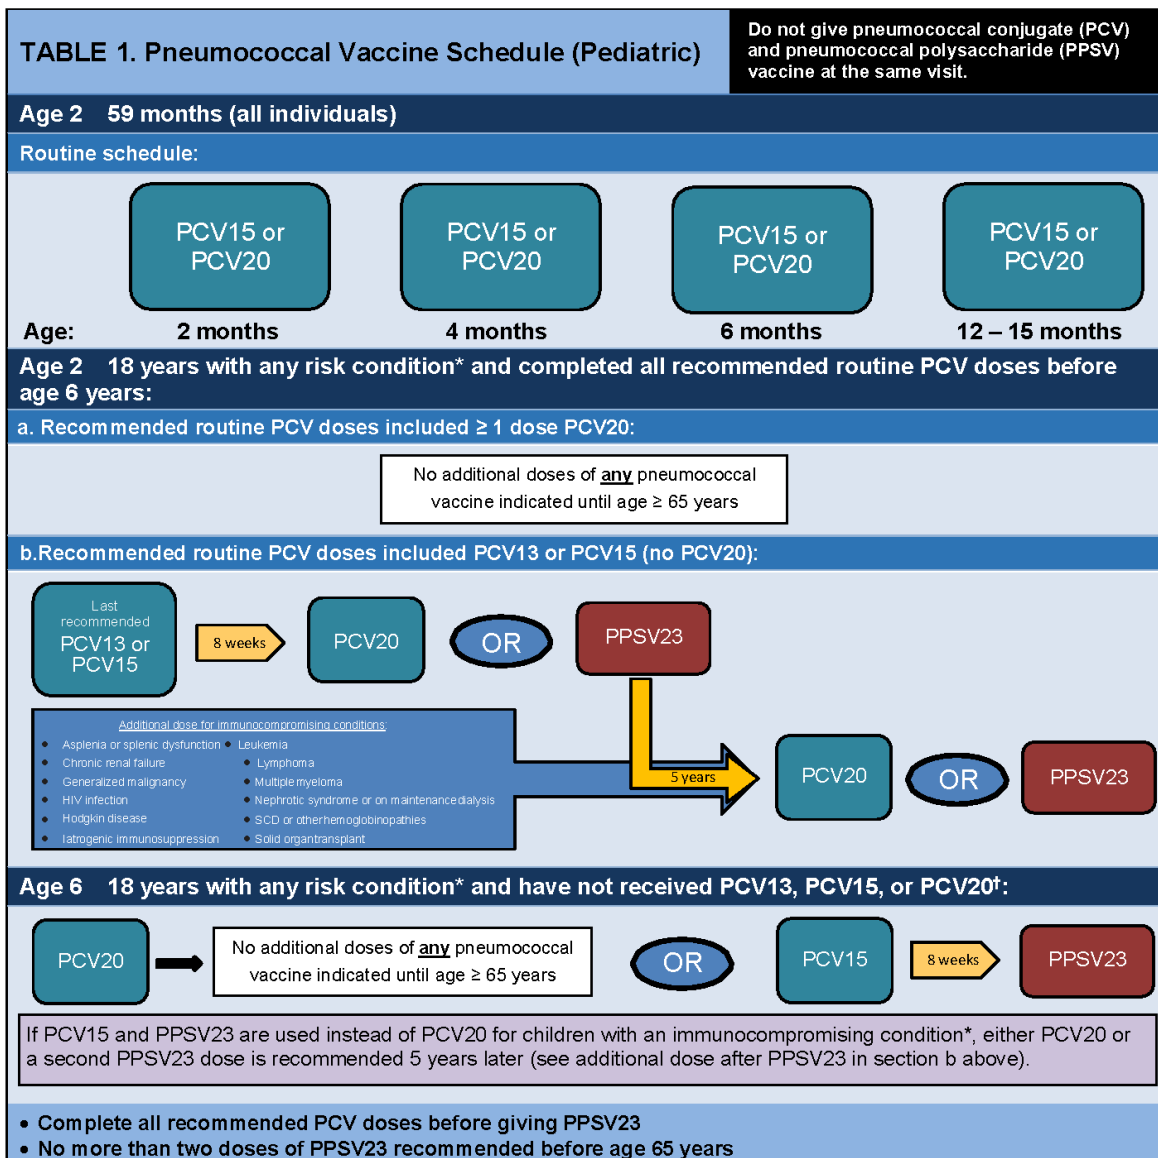 TABLE 1. Pneumococcal Vaccine Schedule (Pediatric)
Do not give pneumococcal conjugate (PCV)
and pneumococcal polysaccharide (PPSV)
vaccine at the same visit.
Age 2 59 months (all individuals)
Routine schedule:
PCV15 or
PCV20
PCV15 or
PCV20
PCV15 or
PCV20
PCV15 or
PCV20
Age: 2 months 4 months 6 months 12 – 15 months
Age 2 18 years with any risk condition* and completed all recommended routine PCV doses before
age 6 years:
a. Recommended routine PCV doses included ≥ 1 dose PCV20:
No additional doses of any pneumococcal
vaccine indicated until age ≥ 65 years
b.Recommended routine PCV doses included PCV13 or PCV15 (no PCV20):
Last
recommended
PCV13 or
PCV15
8 weeks
PCV20
OR
PPSV23
Additional dose for immunocompromising conditions:
• Asplenia or splenic dysfunction • Leukemia
• Chronic renal failure • Lymphoma
• Generalized malignancy • Multiple myeloma
• HIV infection • Nephrotic syndrome or on maintenancedialysis
• Hodgkin disease • SCD or otherhemoglobinopathies
• Iatrogenic immunosuppression • Solid organtransplant
5 years
PCV20
OR
PPSV23
Age 6 18 years with any risk condition* and have not received PCV13, PCV15, or PCV20†:
PCV20
No additional doses of any pneumococcal
vaccine indicated until age ≥ 65 years
OR
PCV15
8 weeks
PPSV23
If PCV15 and PPSV23 are used instead of PCV20 for children with an immunocompromising condition*, either PCV20 or
a second PPSV23 dose is recommended 5 years later (see additional dose after PPSV23 in section b above).
• Complete all recommended PCV doses before giving PPSV23
• No more than two doses of PPSV23 recommended before age 65 years